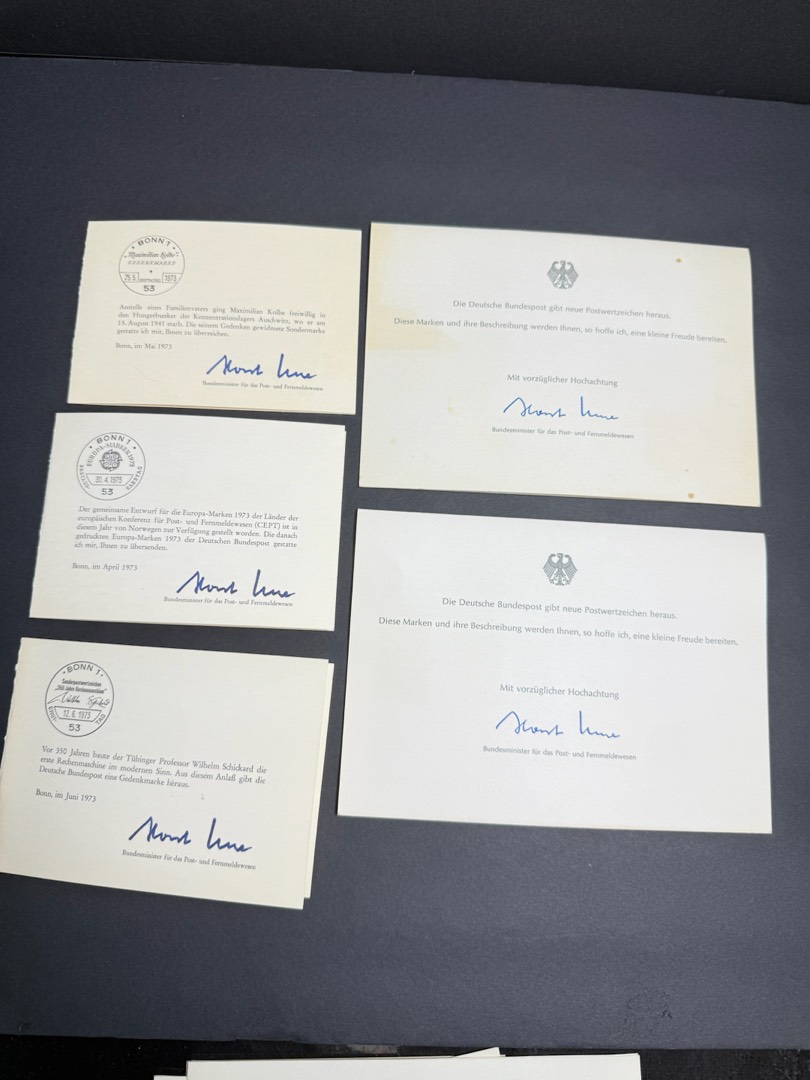 BONN 1
"Maximilian Kolbe"
GEDENKMARKE
25.5. ERSTTAG 1973
53
Anstelle eines Familienvaters ging Maximilian Kolbe freiwillig in
den Hungerbunker des Konzentrationslagers Auschwitz, wo er am
15. August 1941 starb. Die seinem Gedenken gewidmete Sondermarke
gestatte ich mir, Ihnen zu überreichen.
Bonn, im Mai 1973
Bundesminister für das Post- und Fernmeldewesen
BONN 1
EUROPA-MARKEN 1973
30.4.1973
ERSTTAG
53
Der gemeinsame Entwurf für die Europa-Marken 1973 der Länder der
europäischen Konferenz für Post- und Fernmeldewesen (CEPT) ist in
diesem Jahr von Norwegen zur Verfügung gestellt worden. Die danach
gedruckten Europa-Marken 1973 der Deutschen Bundespost gestatte
ich mir, Ihnen zu übersenden.
Bonn, im April 1973
Bundesminister für das Post- und Fernmeldewesen
BONN 1
Sonderpostwertzeichen
"350 Jahre Rechenmaschine"
12.6.1973
ERST TAG
53
Vor 350 Jahren baute der Tübinger Professor Wilhelm Schickard die
erste Rechenmaschine im modernen Sinn. Aus diesem Anlaß gibt die
Deutsche Bundespost eine Gedenkmarke heraus.
Bonn, im Juni 1973
Bundesminister für das Post- und Fernmeldewesen
Die Deutsche Bundespost gibt neue Postwertzeichen heraus.
Diese Marken und ihre Beschreibung werden Ihnen, so hoffe ich, eine kleine Freude bereiten.
Mit vorzüglicher Hochachtung
Bundesminister für das Post- und Fernmeldewesen
Die Deutsche Bundespost gibt neue Postwertzeichen heraus.
Diese Marken und ihre Beschreibung werden Ihnen, so hoffe ich, eine kleine Freude bereiten.
Mit vorzüglicher Hochachtung
Bundesminister für das Post- und Fernmeldewesen